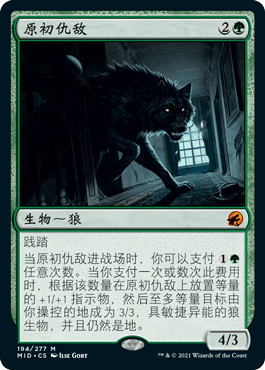 原初仇敌 2
生物～狼
践踏
当原初仇敌进战场时，你可以支付 1
任意次数。当你支付一次或数次此费用
时，根据该数量在原初仇敌上放置等量
的 +1/+1 指示物，然后至多等量目标由
你操控的地成为 3/3，具敏捷异能的狼
生物，并且仍然是地。
4/3
194/277 M
MID • CS ILSE GORT
™ & © 2021 Wizards of the Coast